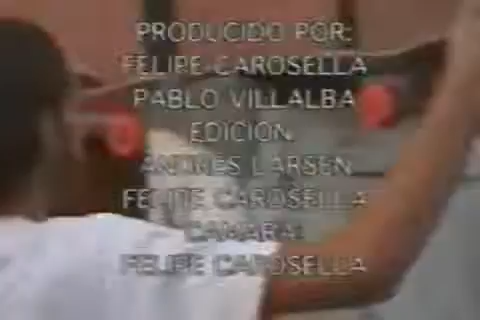 PRODUCIDO POR:
FELIPE CAROSELLA
PABLO VILLALBA
EDICION:
ANDRES LARSEN
FELIPE CAROSELLA
CAMARA:
FELIPE CAROSELLA